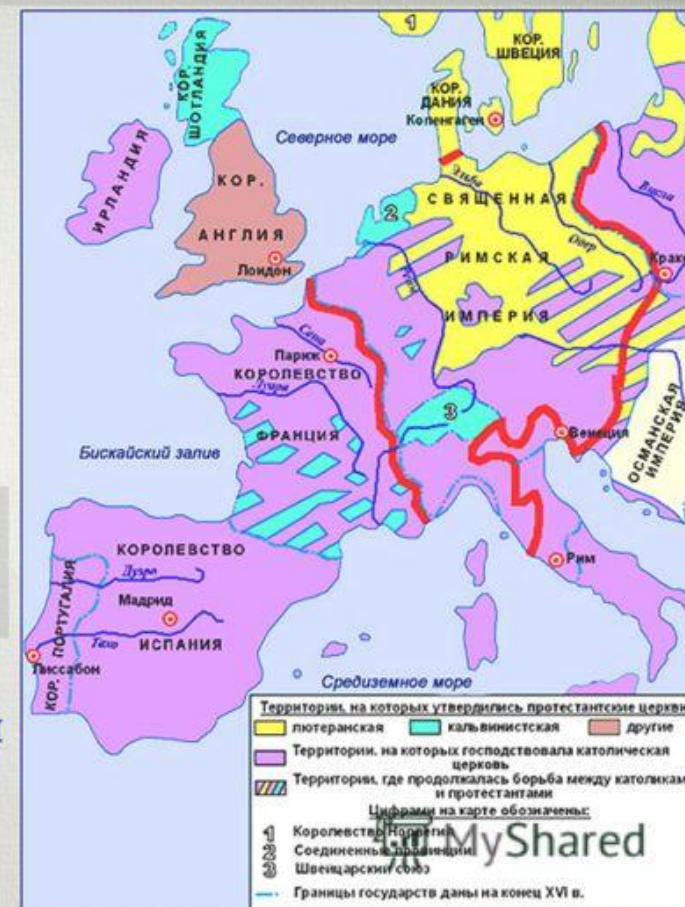 1
КОР.
ШВЕЦИЯ
КОР.
ШОТЛАНДИЯ
КОР.
ДАНИЯ
Копенгаген
Северное море
ИРЛАНДИЯ
КОР.
АНГЛИЯ
Лондон
2
Эльба
СВЯЩЕННАЯ
Висла
Одер
РИМСКАЯ
Крако
ИМПЕРИЯ
Рейн
Сена
Париж
КОРОЛЕВСТВО
Луара
ФРАНЦИЯ
3
Венеция
ОСМАНСКАЯ
ИМПЕРИЯ
Бискайский залив
КОРОЛЕВСТВО
Дуэро
КОР. ПОРТУГАЛИЯ
Мадрид
Тахо
ИСПАНИЯ
Лиссабон
Рим
Средиземное море
Территории, на которых утвердились протестантские церкви
лютеранская
кальвинистская
другие
Территории, на которых господствовала католическая
церковь
Территории, где продолжалась борьба между католикам
и протестантами
Цифрами на карте обозначены:
1 Королевство Норвегия
2 Соединенные провинции
3 Швейцарский союз
Границы государств даны на конец XVI в.
MyShared